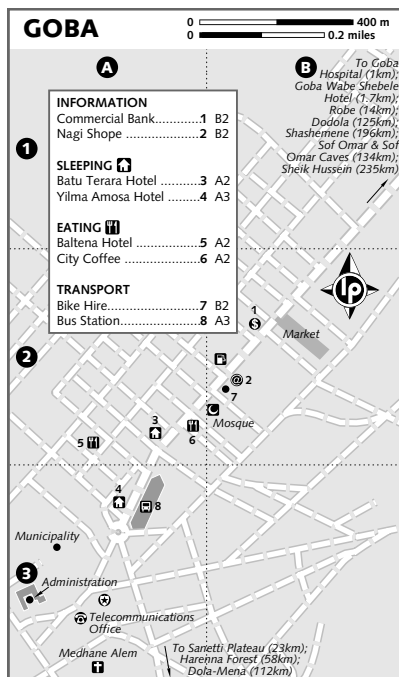 GOBA
0 400 m
0 0.2 miles
A
B
To Goba
Hospital (1km);
Goba Wabe Shebele
Hotel (1.7km);
Robe (14km)
Dodola (125km);
Shashemene (196km);
Sof Omar & Sof
Omar Caves (134km);
Sheik Hussein (235km)
1
INFORMATION
Commercial Bank............1 B2
Nagi Shope ....................2 B2
SLEEPING
Batu Terara Hotel ..........3 A2
Yilma Amosa Hotel ........4 A3
EATING
Baltena Hotel .................5 A2
City Coffee ....................6 A2
TRANSPORT
Bike Hire........................7 B2
Bus Station.....................8 A3
lp
1
$
Market
2
@ 2
7
Mosque
3
6
5
4
8
Municipality
3
Administration
Telecommunications
Office
Medhane Alem
To Sanetti Plateau (23km);
Harenna Forest (58km);
Dola-Mena (112km)